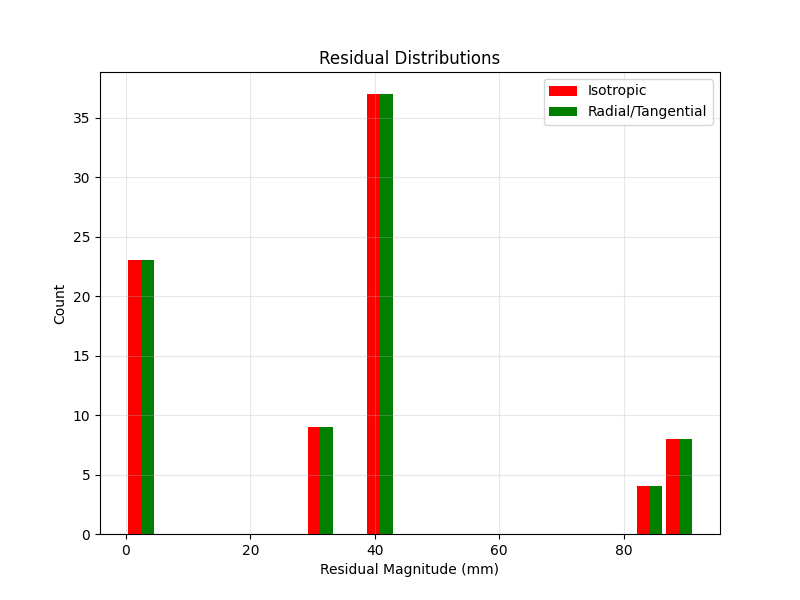 Residual Distributions
Isotropic
Radial/Tangential
35
30
25
20
15
10
5
0
Count
0 20 40 60 80
Residual Magnitude (mm)